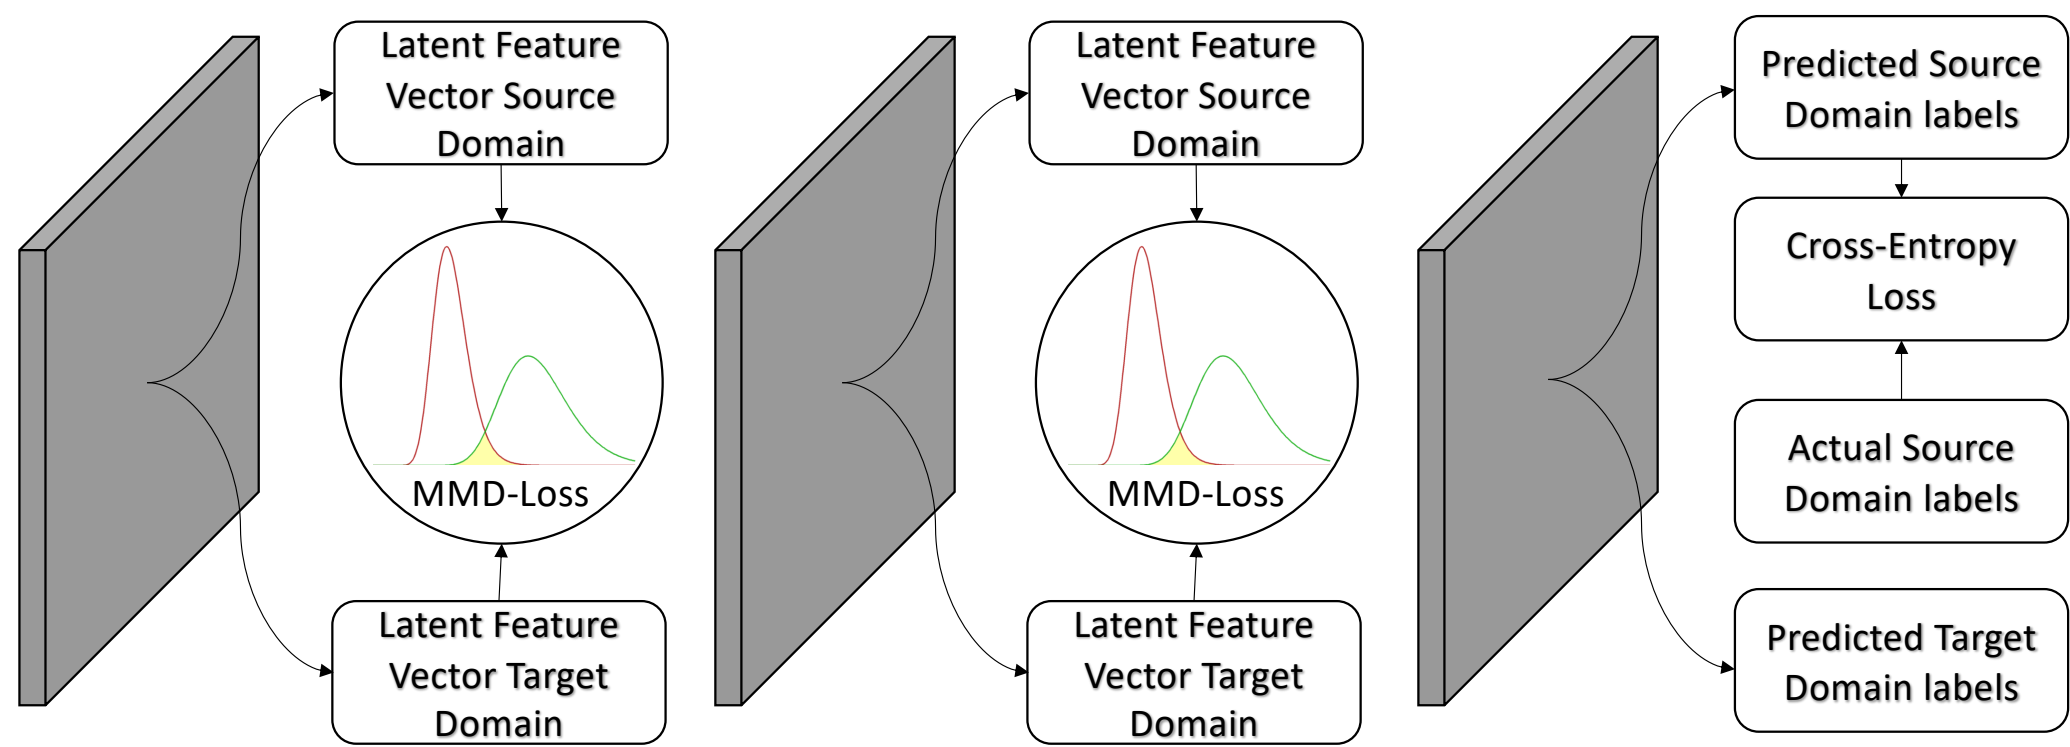 Latent Feature
Vector Source
Domain
MMD-Loss
Latent Feature
Vector Target
Domain
Latent Feature
Vector Source
Domain
MMD-Loss
Latent Feature
Vector Target
Domain
Predicted Source
Domain labels
Cross-Entropy
Loss
Actual Source
Domain labels
Predicted Target
Domain labels